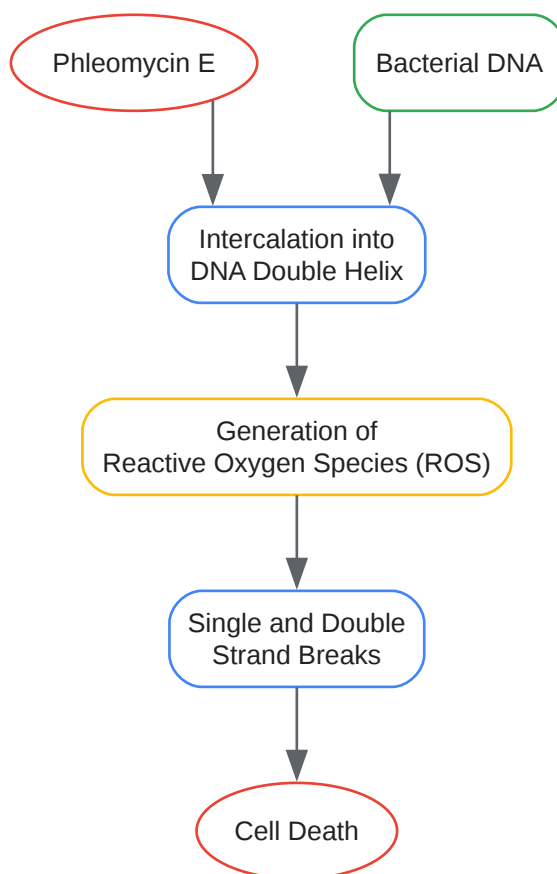 Phleomycin E
Bacterial DNA
Intercalation into
DNA Double Helix
Generation of
Reactive Oxygen Species (ROS)
Single and Double
Strand Breaks
Cell Death